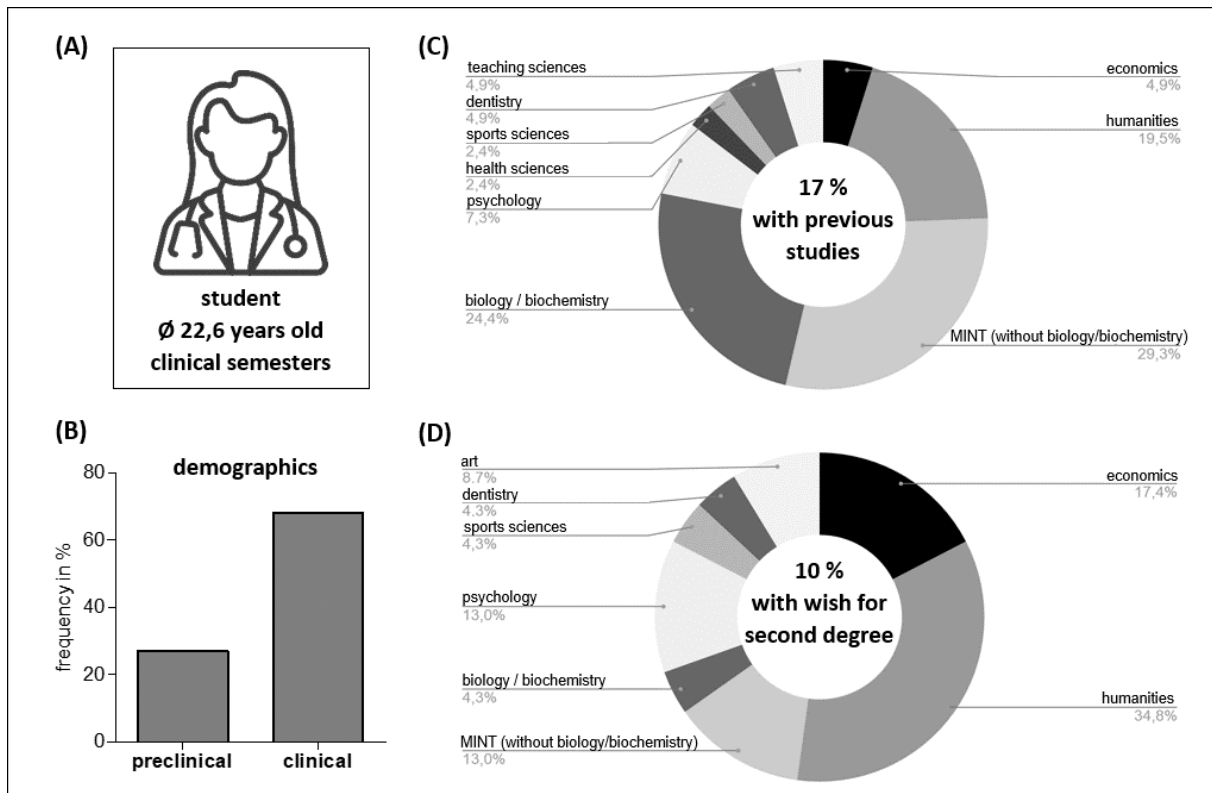 (A)
student
Ø 22,6 years old
clinical semesters
(B)
demographics
frequency in %
80
60
40
20
0
preclinical
clinical
(C)
teaching sciences
4,9%
dentistry
4,9%
sports sciences
2,4%
health sciences
2,4%
psychology
7,3%
biology / biochemistry
24,4%
economics
4,9%
humanities
19,5%
MINT (without biology/biochemistry)
29,3%
17 %
with previous
studies
(D)
art
8.7%
dentistry
4.3%
sports sciences
4,3%
psychology
13,0%
biology / biochemistry
4,3%
MINT (without biology/biochemistry)
13,0%
economics
17,4%
humanities
34,8%
10 %
with wish for
second degree